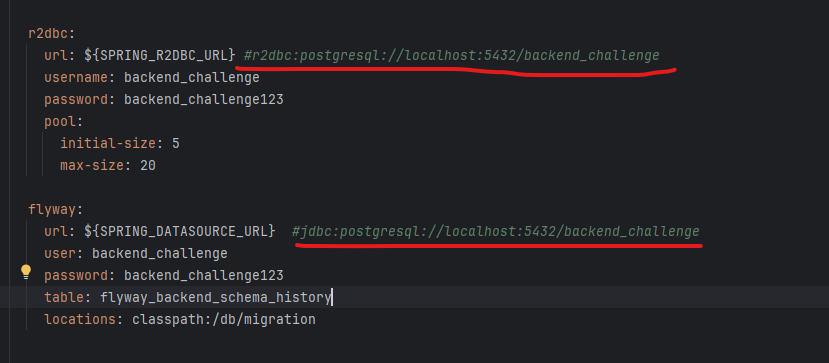 r2dbc:
url: ${SPRING_R2DBC_URL} #r2dbc:postgresql://localhost:5432/backend_challenge
username: backend_challenge
password: backend_challenge123
pool:
initial-size: 5
max-size: 20
flyway:
url: ${SPRING_DATASOURCE_URL}  #jdbc:postgresql://localhost:5432/backend_challenge
user: backend_challenge
password: backend_challenge123
table: flyway_backend_schema_history
locations: classpath:/db/migration